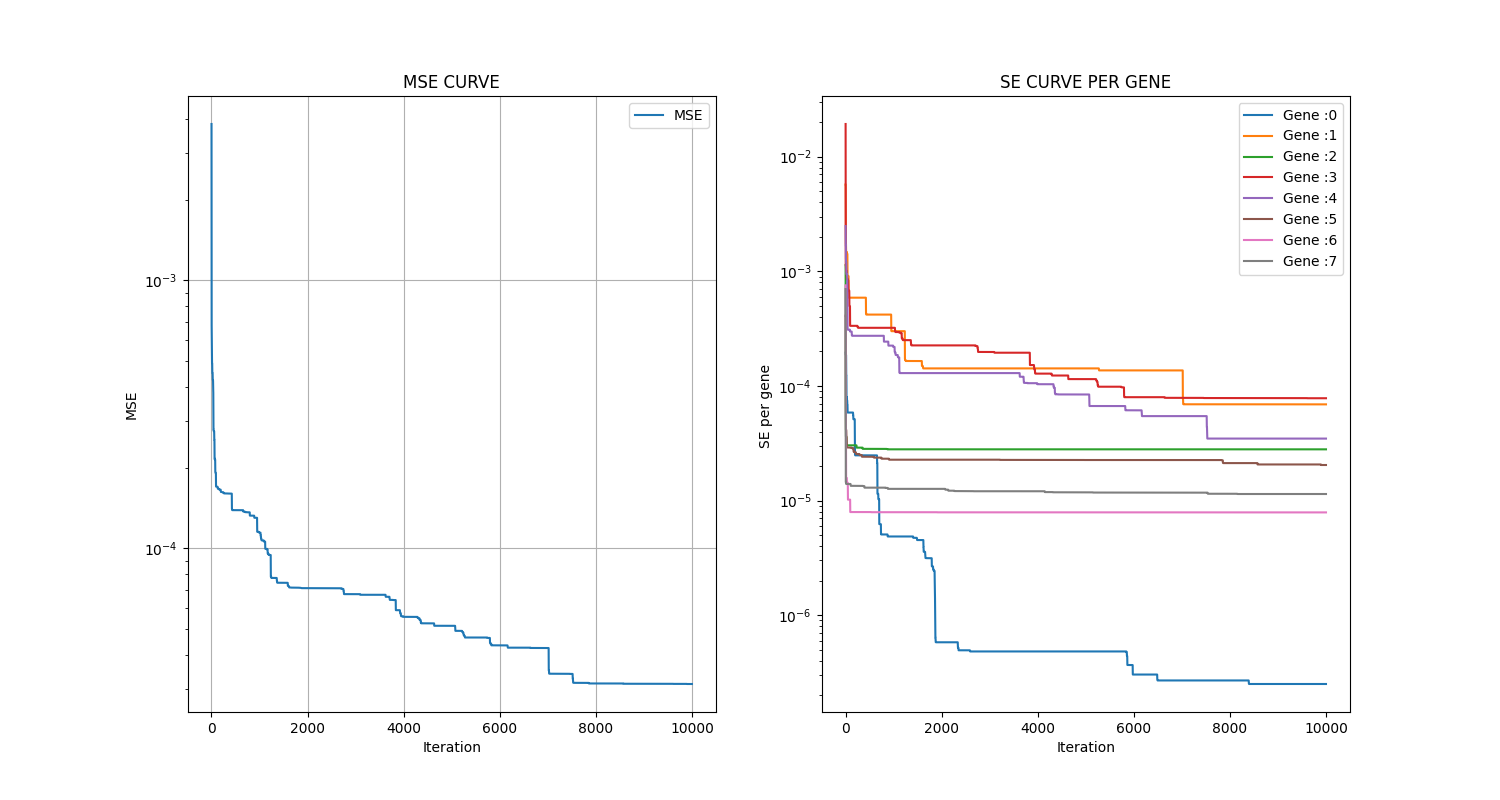 MSE CURVE
MSE
10⁻³
10⁻⁴
MSE
0
2000
4000
6000
8000
10000
Iteration
SE CURVE PER GENE
Gene :0
Gene :1
Gene :2
Gene :3
Gene :4
Gene :5
Gene :6
Gene :7
10⁻²
10⁻³
10⁻⁴
10⁻⁵
10⁻⁶
SE per gene
0
2000
4000
6000
8000
10000
Iteration